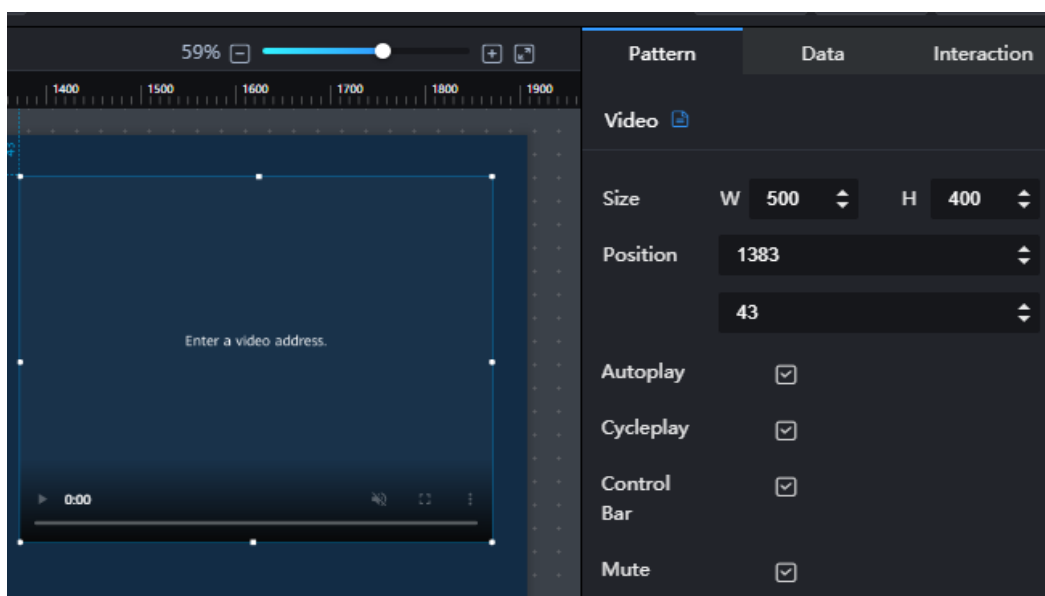 59%
Pattern Data Interaction
1400 1500 1600 1700 1800 1900
Video
43
Size W 500 H 400
Position 1383
43
Enter a video address.
Autoplay
Cycleplay
Control
Bar
0:00
Mute